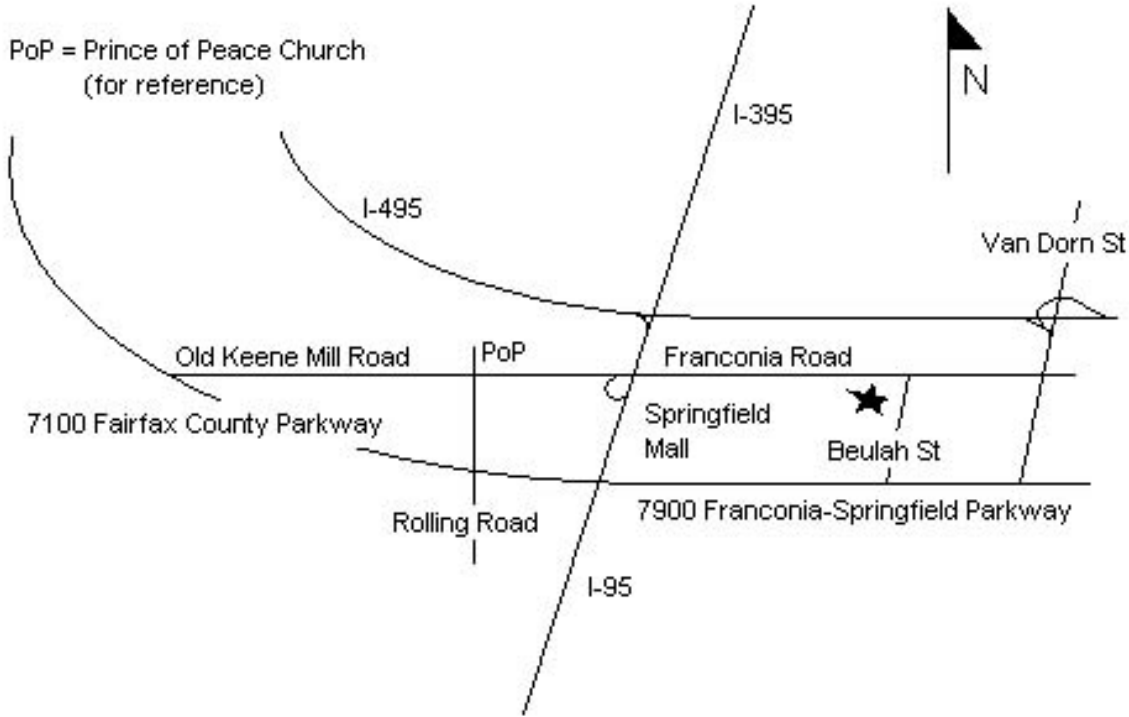 PoP = Prince of Peace Church
(for reference)
N
I-395
I-495
Van Dorn St
Old Keene Mill Road
PoP
Franconia Road
7100 Fairfax County Parkway
Springfield
Mall
Beulah St
Rolling Road
7900 Franconia-Springfield Parkway
I-95